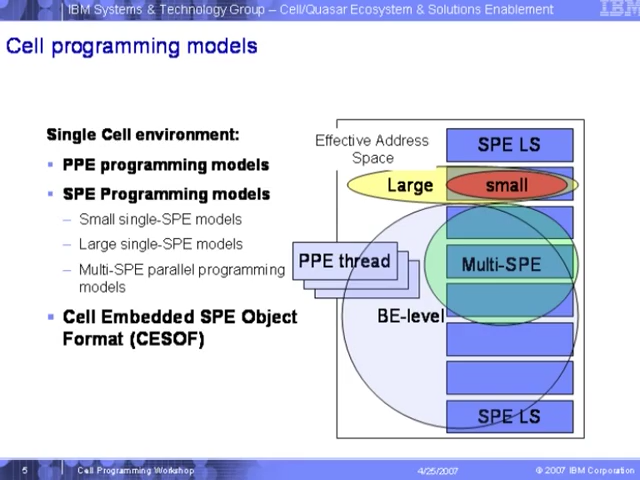 IBM Systems & Technology Group – Cell/Quasar Ecosystem & Solutions Enablement
IBM
Cell programming models
Single Cell environment:
PPE programming models
SPE Programming models
– Small single-SPE models
– Large single-SPE models
– Multi-SPE parallel programming
models
Cell Embedded SPE Object
Format (CESOF)
Effective Address
Space
SPE LS
Large
small
PPE thread
Multi-SPE
BE-level
SPE LS
5
Cell Programming Workshop
4/25/2007
© 2007 IBM Corporation